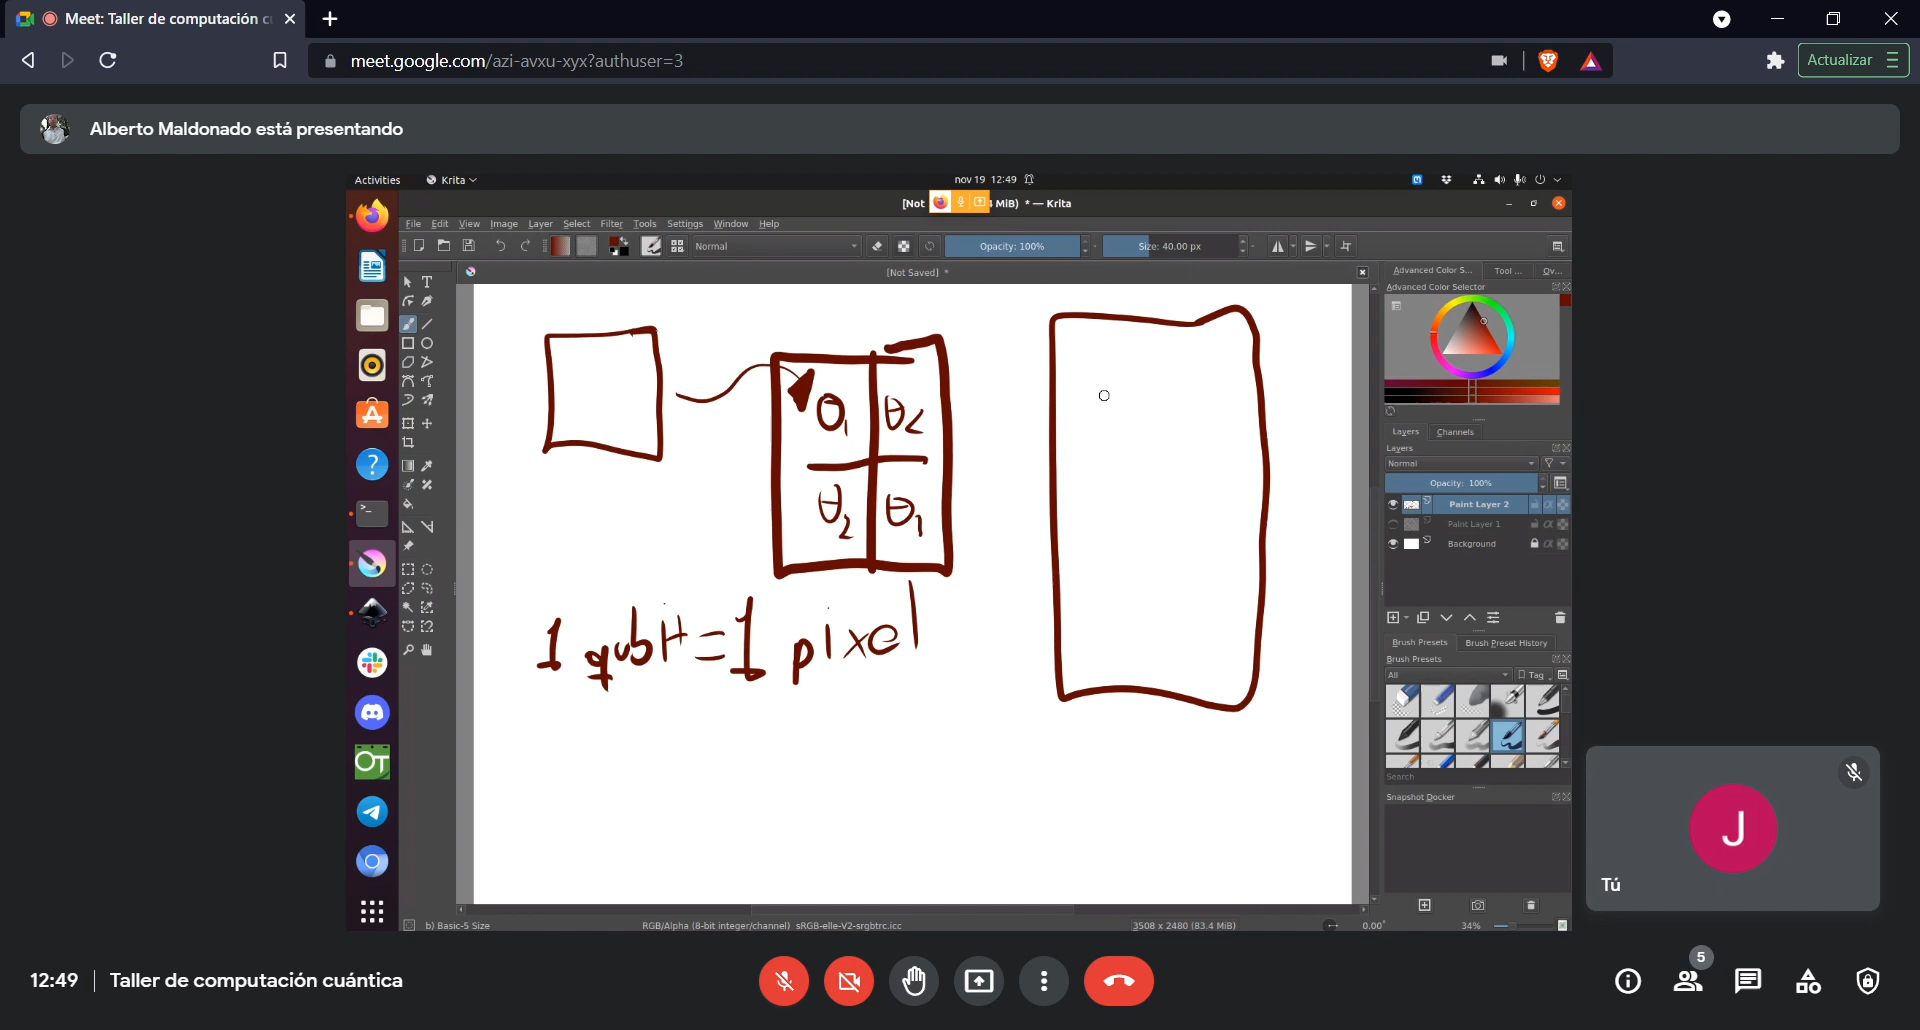 Meet: Taller de computación c
meet.google.com/azi-avxu-xyx?authuser=3
Actualizar
Alberto Maldonado está presentando
Activities
Krita
nov 19 12:49
[Not
MiB) * — Krita
File Edit View Image Layer Select Filter Tools Settings Window Help
Normal
Opacity: 100%
Size: 40.00 px
[Not Saved] *
Advanced Color S...
Tool ...
Ov...
Advanced Color Selector
θ₁ θ₂
θ₂ θ₁
1 qubit = 1 pixel
Layers
Channels
Layers
Normal
Opacity: 100%
Paint Layer 2
Paint Layer 1
Background
Brush Presets
Brush Preset History
Brush Presets
All
Tag
Search
Snapshot Docker
b) Basic-5 Size
RGB/Alpha (8-bit integer/channel) sRGB-elle-V2-srgbtrc.icc
3508 x 2480 (83.4 MiB)
0.00°
34%
J
Tú
12:49
Taller de computación cuántica
5